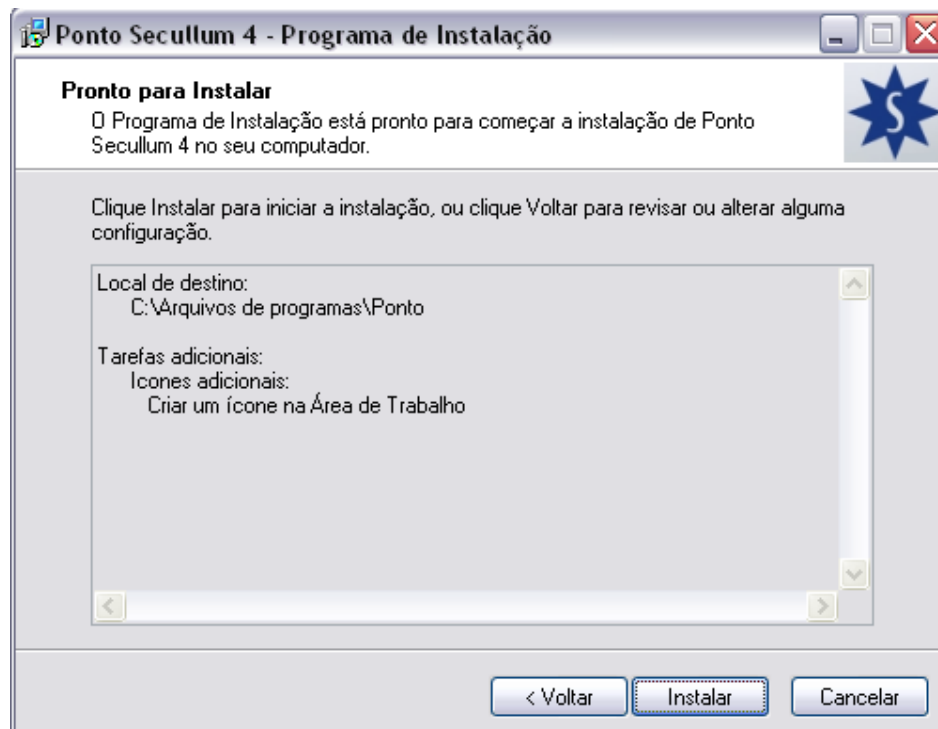 Ponto Secullum 4 - Programa de Instalação
Pronto para Instalar
O Programa de Instalação está pronto para começar a instalação de Ponto
Secullum 4 no seu computador.
S
Clique Instalar para iniciar a instalação, ou clique Voltar para revisar ou alterar alguma
configuração.
Local de destino:
C:\Arquivos de programas\Ponto
Tarefas adicionais:
Icones adicionais:
Criar um ícone na Área de Trabalho
< Voltar
Instalar
Cancelar